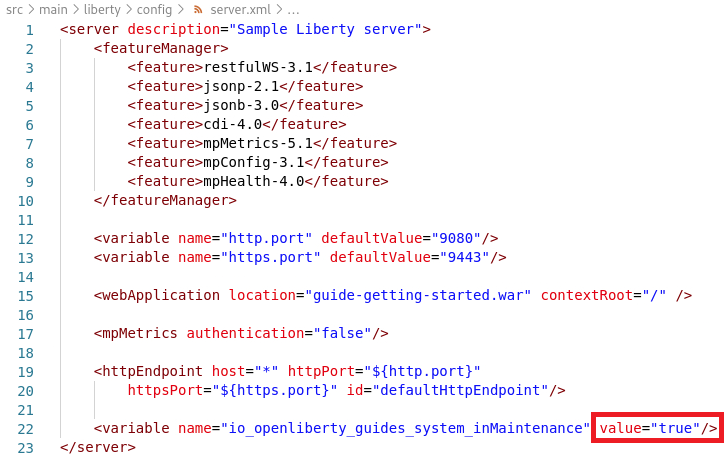 src > main > liberty > config > server.xml > ...
1 <server description="Sample Liberty server">
2 <featureManager>
3 <feature>restfulWS-3.1</feature>
4 <feature>jsonp-2.1</feature>
5 <feature>jsonb-3.0</feature>
6 <feature>cdi-4.0</feature>
7 <feature>mpMetrics-5.1</feature>
8 <feature>mpConfig-3.1</feature>
9 <feature>mpHealth-4.0</feature>
10 </featureManager>
11
12 <variable name="http.port" defaultValue="9080"/>
13 <variable name="https.port" defaultValue="9443"/>
14
15 <webApplication location="guide-getting-started.war" contextRoot="/" />
16
17 <mpMetrics authentication="false"/>
18
19 <httpEndpoint host="*" httpPort="${http.port}"
20 httpsPort="${https.port}" id="defaultHttpEndpoint"/>
21
22 <variable name="io_openliberty_guides_system_inMaintenance" value="true"/>
23 </server>